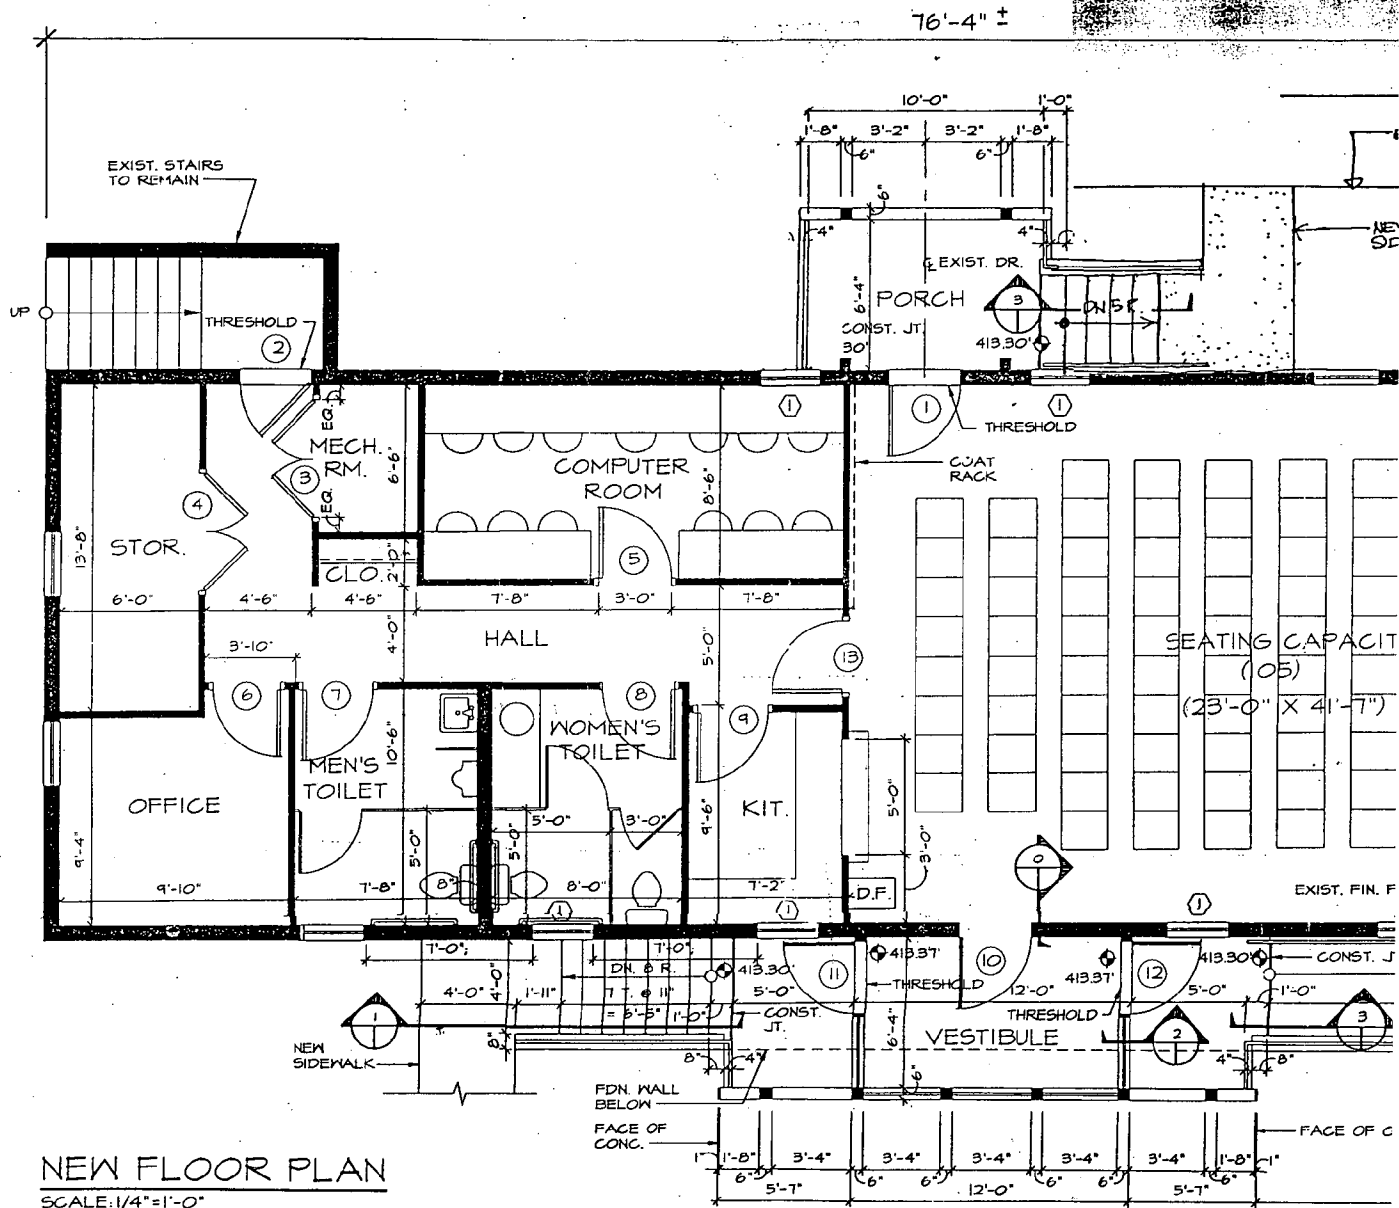 76'-4" ±
10'-0"
1'-0"
1'-8"
3'-2"
3'-2"
1'-8"
6"
6"
EXIST. STAIRS
TO REMAIN
6"
4"
4"
NEW
℄ EXIST. DR.
PORCH
3
DN 5 R.
6'-4"
CONST. JT.
30'
413.30'
UP
THRESHOLD
2
1
1
1
THRESHOLD
EQ.
MECH.
RM.
6'-6"
3
EQ.
COMPUTER
ROOM
8'-6"
COAT
RACK
4
STOR.
13'-8"
CLO.
2'-0"
5
6'-0"
4'-6"
4'-6"
7'-8"
3'-0"
7'-8"
HALL
4'-0"
5'-0"
3'-10"
13
SEATING CAPACIT
(105)
(23'-0" X 41'-7")
6
7
8
9
WOMEN'S
TOILET
MEN'S
TOILET
10'-6"
OFFICE
KIT.
9'-6"
5'-0"
3'-0"
9'-4"
5'-0"
5'-0"
5'-0"
3'-0"
0
9'-10"
7'-8"
8"
8'-0"
7'-2"
D.F.
EXIST. FIN. F
1
1
1
7'-0"
7'-0"
DN. 8 R.
413.30'
11
413.37'
10
413.37'
12
413.30'
CONST. J
4'-0"
4'-0"
1'-11"
7 T. @ 11"
= 6'-5"
1'-0"
5'-0"
THRESHOLD
12'-0"
5'-0"
1'-0"
1
CONST.
JT.
6'-4"
THRESHOLD
VESTIBULE
2
3
NEW
SIDEWALK
8"
8"
4"
4"
8"
6"
FDN. WALL
BELOW
FACE OF
CONC.
FACE OF C
1"
1'-8"
3'-4"
3'-4"
3'-4"
3'-4"
3'-4"
1'-8"
1"
6"
6"
6"
6"
6"
6"
5'-7"
12'-0"
5'-7"
NEW FLOOR PLAN
SCALE: 1/4"=1'-0"